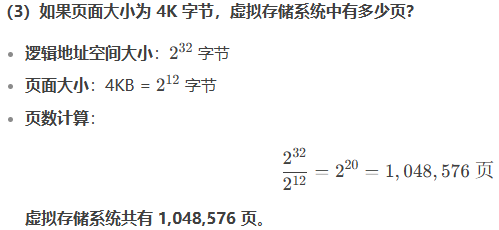 (3) 如果页面大小为 4K 字节，虚拟存储系统中有多少页？
• 逻辑地址空间大小：2^32 字节
• 页面大小：4KB = 2^12 字节
• 页数计算：
2^32 / 2^12 = 2^20 = 1,048,576 页
虚拟存储系统共有 1,048,576 页。